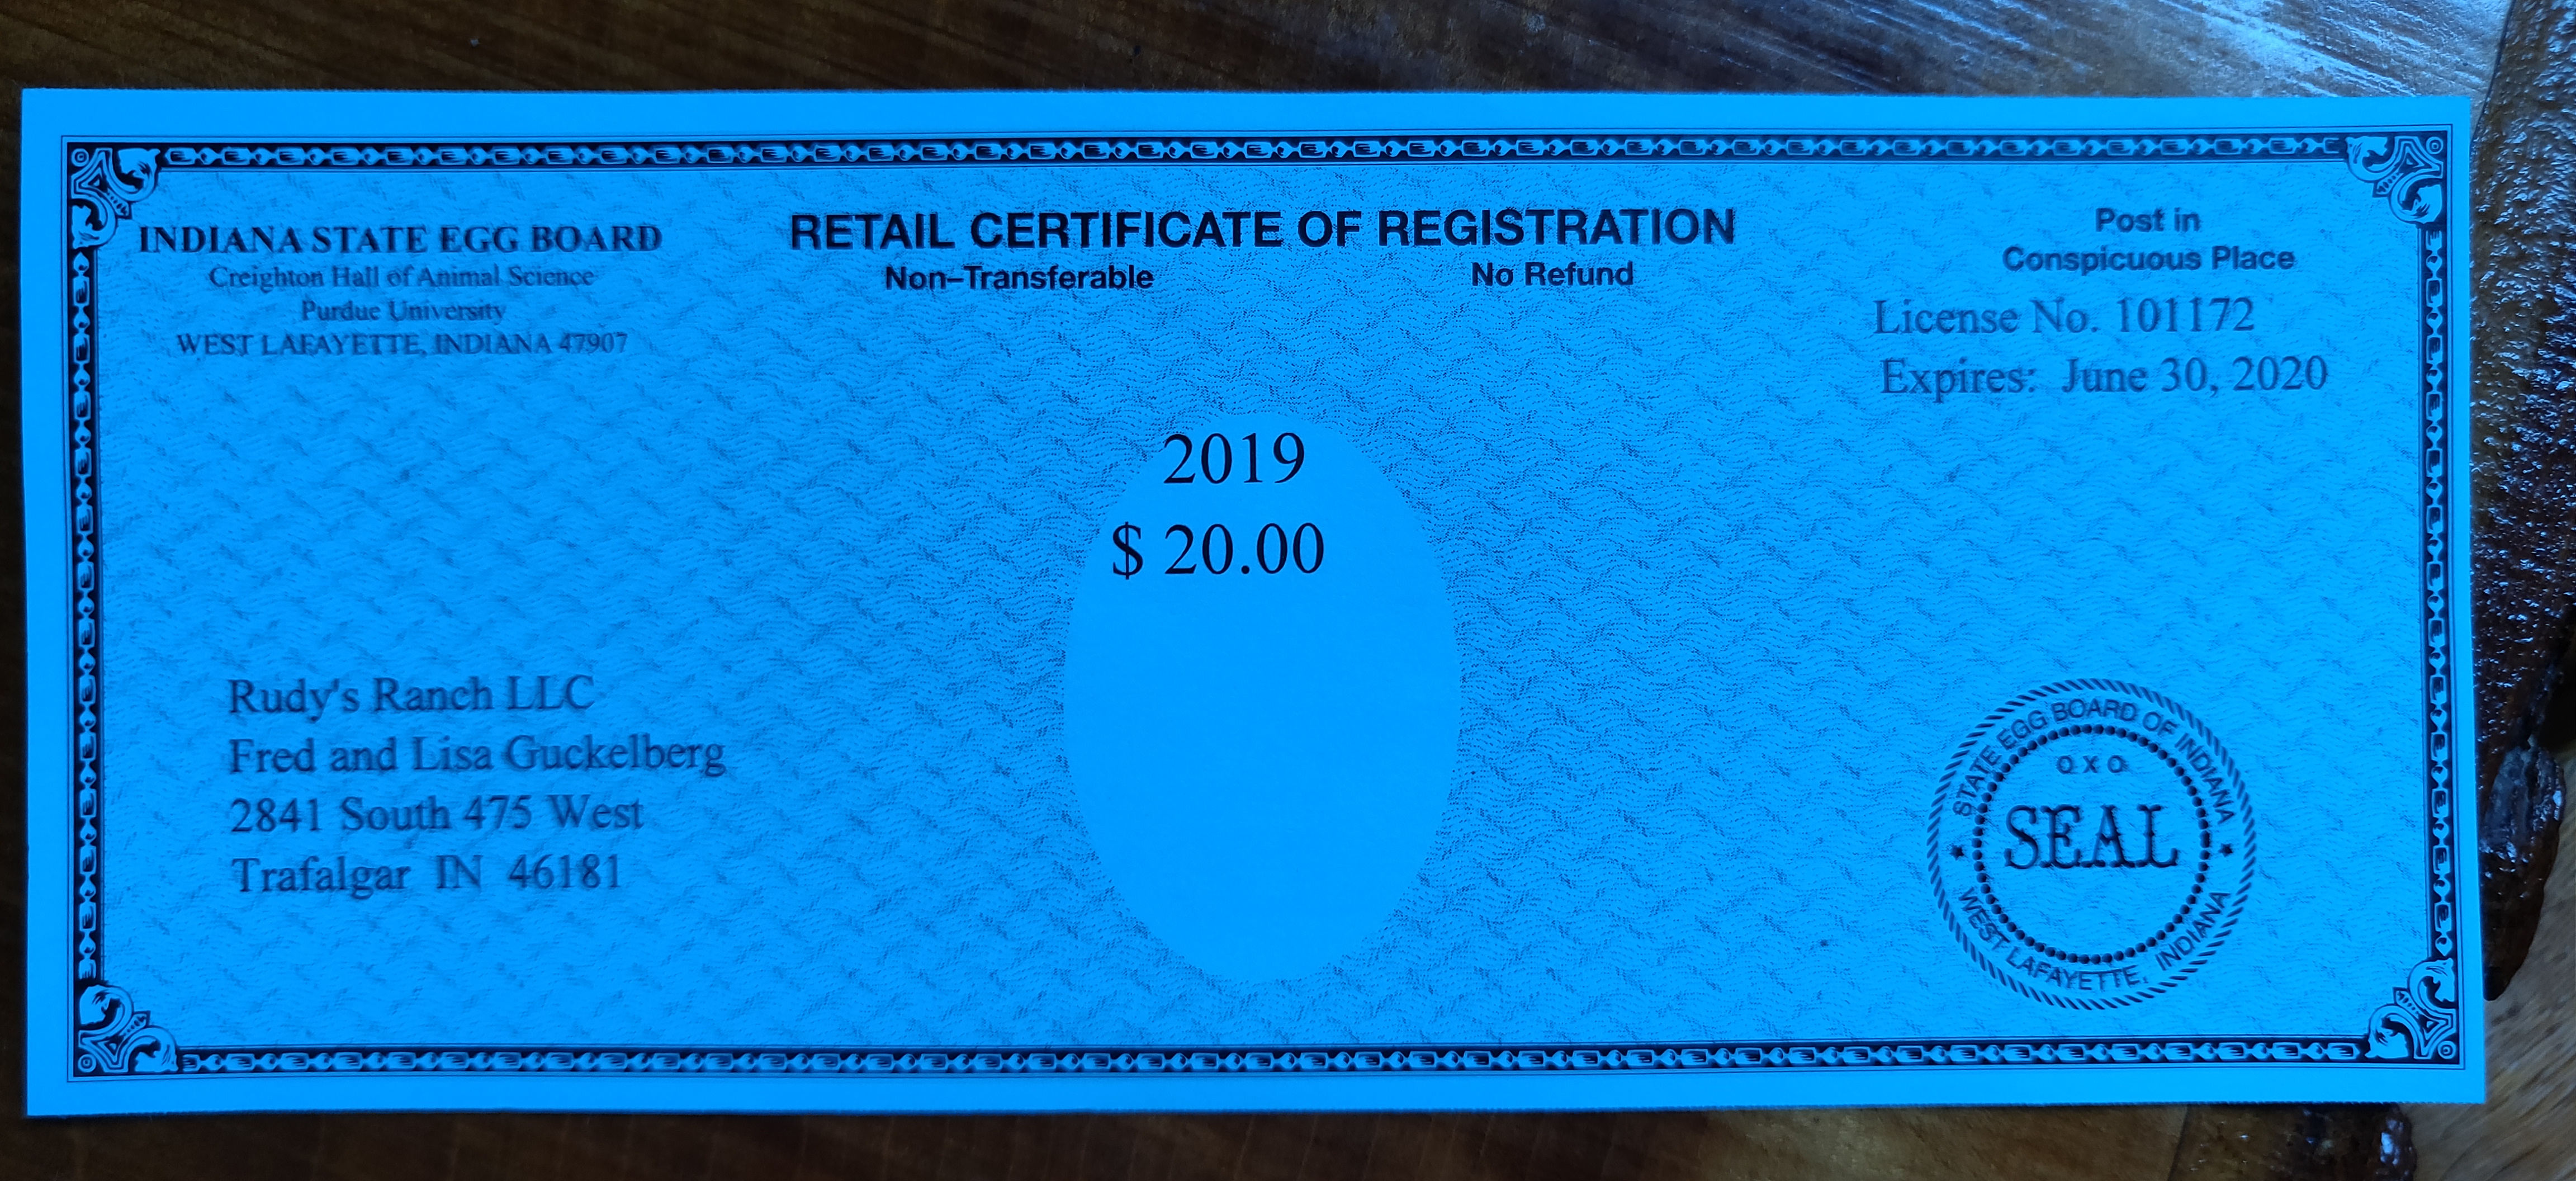 INDIANA STATE EGG BOARD
Creighton Hall of Animal Science
Purdue University
WEST LAFAYETTE, INDIANA 47907
RETAIL CERTIFICATE OF REGISTRATION
Non-Transferable No Refund
Post in
Conspicuous Place
License No. 101172
Expires: June 30, 2020
2019
$ 20.00
Rudy's Ranch LLC
Fred and Lisa Guckelberg
2841 South 475 West
Trafalgar IN 46181
STATE EGG BOARD OF INDIANA
O X O
SEAL
WEST LAFAYETTE, INDIANA